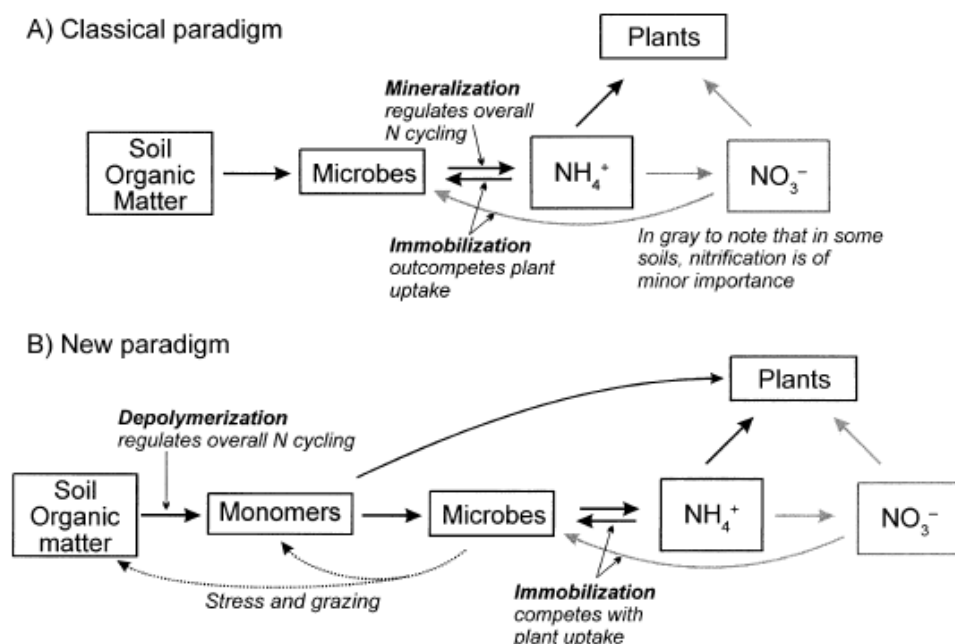 A) Classical paradigm
Plants
Mineralization
regulates overall
N cycling
Soil
Organic
Matter
Microbes
NH₄⁺
NO₃⁻
Immobilization
outcompetes plant
uptake
In gray to note that in some
soils, nitrification is of
minor importance
B) New paradigm
Plants
Depolymerization
regulates overall N cycling
Soil
Organic
matter
Monomers
Microbes
NH₄⁺
NO₃⁻
Stress and grazing
Immobilization
competes with
plant uptake